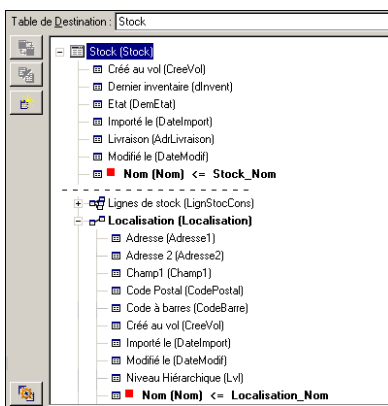 Table de Destination : Stock
Stock (Stock)
Créé au vol (CreeVol)
Dernier inventaire (dInvent)
Etat (DemEtat)
Importé le (DateImport)
Livraison (AdrLivraison)
Modifié le (DateModif)
Nom (Nom) <= Stock_Nom
Lignes de stock (LignStocCons)
Localisation (Localisation)
Adresse (Adresse1)
Adresse 2 (Adresse2)
Champ1 (Champ1)
Code Postal (CodePostal)
Code à barres (CodeBarre)
Créé au vol (CreeVol)
Importé le (DateImport)
Modifié le (DateModif)
Niveau Hiérarchique (Lvl)
Nom (Nom) <= Localisation_Nom